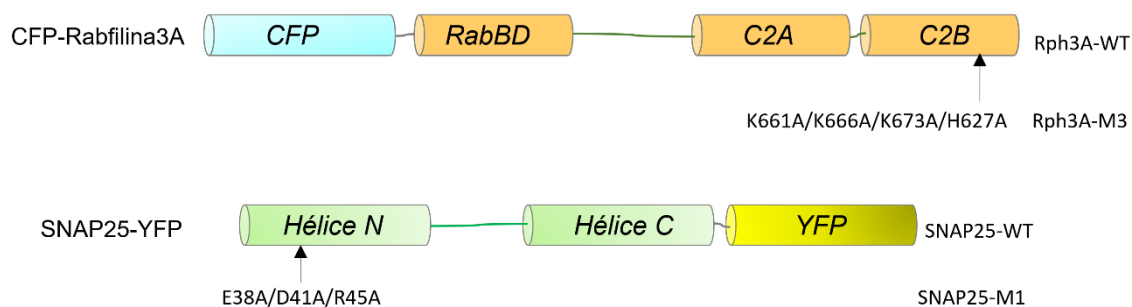 CFP-Rabfilina3A CFP RabBD C2A C2B Rph3A-WT
K661A/K666A/K673A/H627A Rph3A-M3
SNAP25-YFP Hélice N Hélice C YFP SNAP25-WT
E38A/D41A/R45A SNAP25-M1